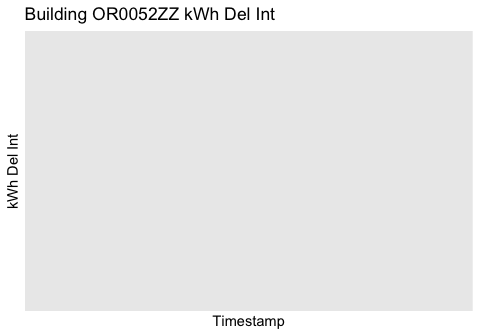 Building OR0052ZZ kWh Del Int
kWh Del Int
Timestamp